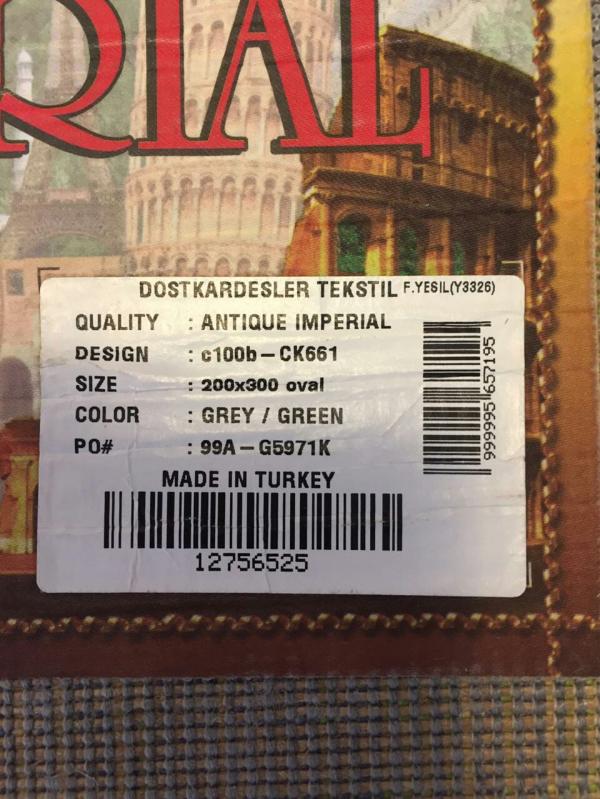 RIAL
DOSTKARDESLER TEKSTIL F.YESIL(Y3326)
QUALITY : ANTIQUE IMPERIAL
DESIGN : c100b-CK661
SIZE : 200x300 oval
COLOR : GREY / GREEN
PO# : 99A-G5971K
MADE IN TURKEY
12756525
999995657195